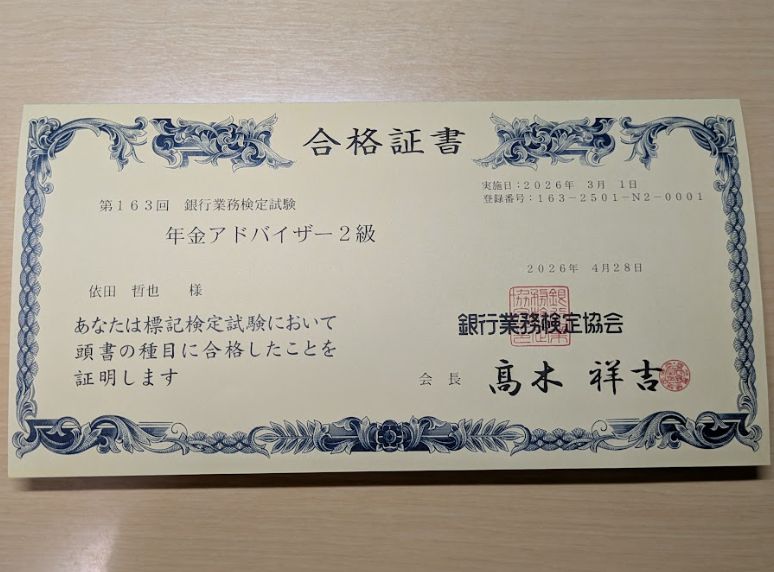 合格証書
実施日：２０２６年　３月　１日
登録番号：１６３－２５０１－Ｎ２－０００１
第１６３回　銀行業務検定試験
年金アドバイザー２級
２０２６年　４月２８日
依田　哲也　様
銀行業務検定協会
あなたは標記検定試験において
頭書の種目に合格したことを
証明します
会長　髙木　祥吉